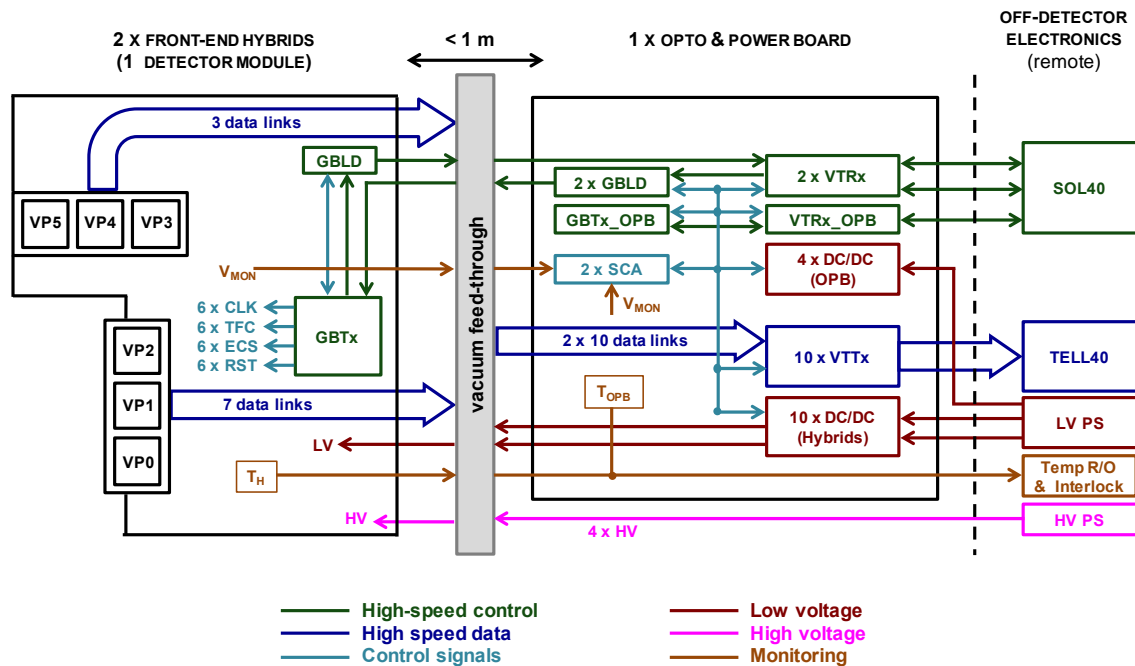 2 x FRONT-END HYBRIDS
(1 DETECTOR MODULE)
< 1 m
1 x OPTO & POWER BOARD
OFF-DETECTOR
ELECTRONICS
(remote)
3 data links
GBLD
VP5
VP4
VP3
VMON
6 x CLK
6 x TFC
6 x ECS
6 x RST
GBTx
VP2
VP1
VP0
7 data links
LV
TH
HV
vacuum feed-through
2 x GBLD
GBTx_OPB
2 x SCA
VMON
2 x VTRx
VTRx_OPB
4 x DC/DC
(OPB)
2 x 10 data links
10 x VTTx
TOPB
10 x DC/DC
(Hybrids)
4 x HV
SOL40
TELL40
LV PS
Temp R/O
& Interlock
HV PS
High-speed control
High speed data
Control signals
Low voltage
High voltage
Monitoring